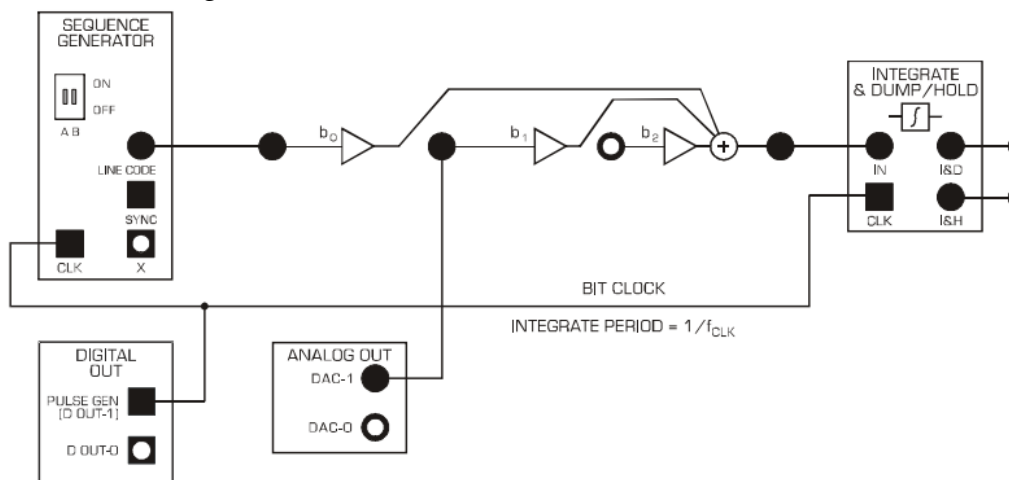 SEQUENCE
GENERATOR
ON
OFF
A B
LINE CODE
SYNC
CLK
X
b0
b1
b2
+
INTEGRATE
& DUMP/HOLD
∫
IN
I&D
CLK
I&H
BIT CLOCK
INTEGRATE PERIOD = 1/fCLK
DIGITAL
OUT
PULSE GEN
(D OUT-1)
D OUT-0
ANALOG OUT
DAC-1
DAC-0